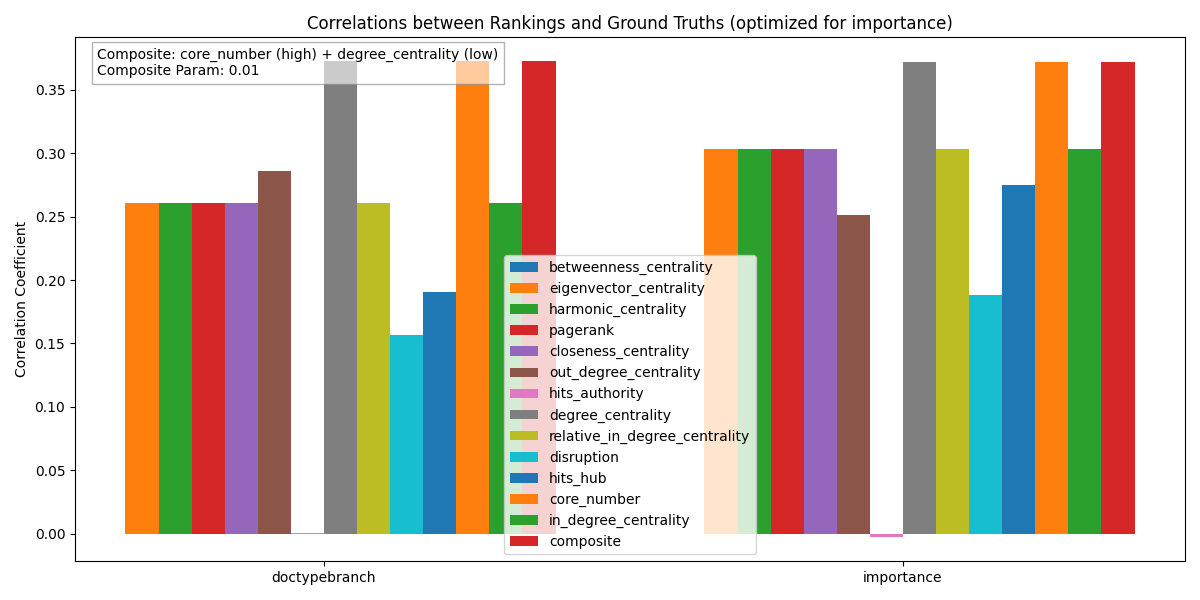 Correlations between Rankings and Ground Truths (optimized for importance)
Composite: core_number (high) + degree_centrality (low)
Composite Param: 0.01
Correlation Coefficient
0.35
0.30
0.25
0.20
0.15
0.10
0.05
0.00
betweenness_centrality
eigenvector_centrality
harmonic_centrality
pagerank
closeness_centrality
out_degree_centrality
hits_authority
degree_centrality
relative_in_degree_centrality
disruption
hits_hub
core_number
in_degree_centrality
composite
doctypebranch
importance